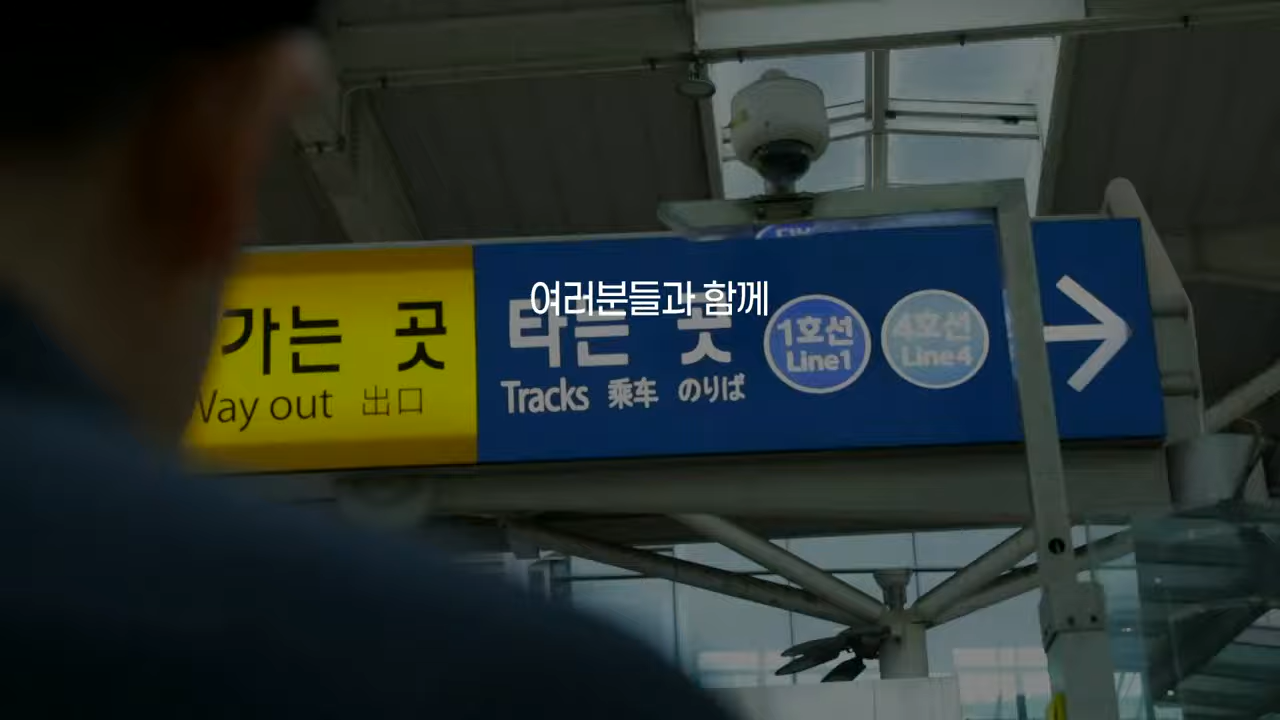 여러분들과 함께
가는 곳
Way out 出口
타는 곳
Tracks 乘车 のりば
1호선
Line1
4호선
Line4